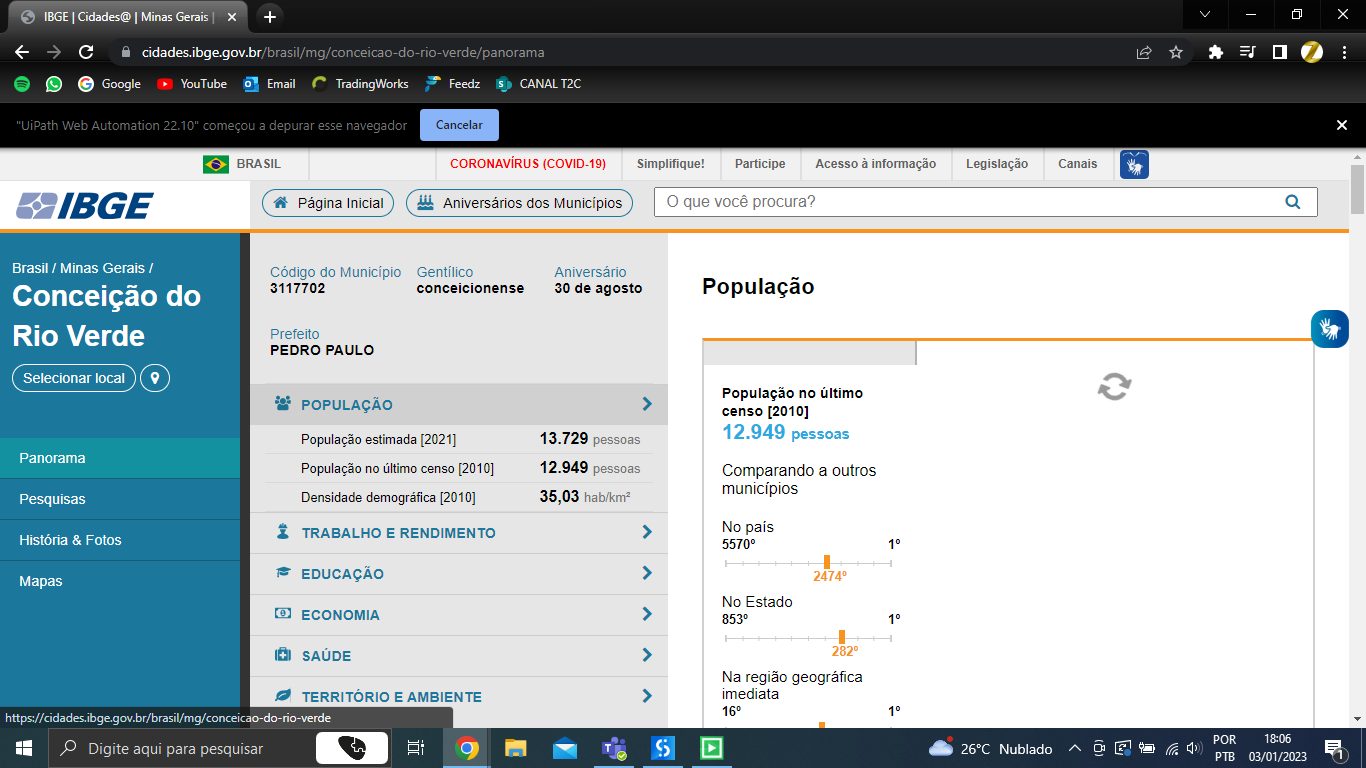 IBGE | Cidades@ | Minas Gerais |
cidades.ibge.gov.br/brasil/mg/conceicao-do-rio-verde/panorama
Google YouTube Email TradingWorks Feedz CANAL T2C
"UiPath Web Automation 22.10" começou a depurar esse navegador Cancelar
BRASIL CORONAVÍRUS (COVID-19) Simplifique! Participe Acesso à informação Legislação Canais
IBGE Página Inicial Aniversários dos Municípios O que você procura?
Brasil / Minas Gerais /
Conceição do
Rio Verde
Selecionar local
Panorama
Pesquisas
História & Fotos
Mapas
Código do Município Gentílico Aniversário
3117702 conceicionense 30 de agosto
Prefeito
PEDRO PAULO
POPULAÇÃO
População estimada [2021] 13.729 pessoas
População no último censo [2010] 12.949 pessoas
Densidade demográfica [2010] 35,03 hab/km²
TRABALHO E RENDIMENTO
EDUCAÇÃO
ECONOMIA
SAÚDE
TERRITÓRIO E AMBIENTE
População
População no último
censo [2010]
12.949 pessoas
Comparando a outros
municípios
No país
5570º 1º
2474º
No Estado
853º 1º
282º
Na região geográfica
imediata
16º 1º
https://cidades.ibge.gov.br/brasil/mg/conceicao-do-rio-verde
Digite aqui para pesquisar
26°C Nublado
POR
PTB
18:06
03/01/2023
1